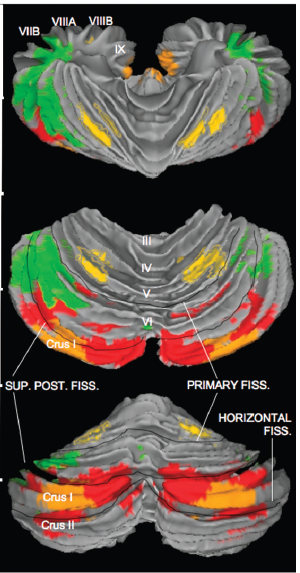 VIIB VIIIA VIIIB
IX
III
IV
V
VI
Crus I
SUP. POST. FISS.
PRIMARY FISS.
HORIZONTAL
FISS.
Crus I
Crus II